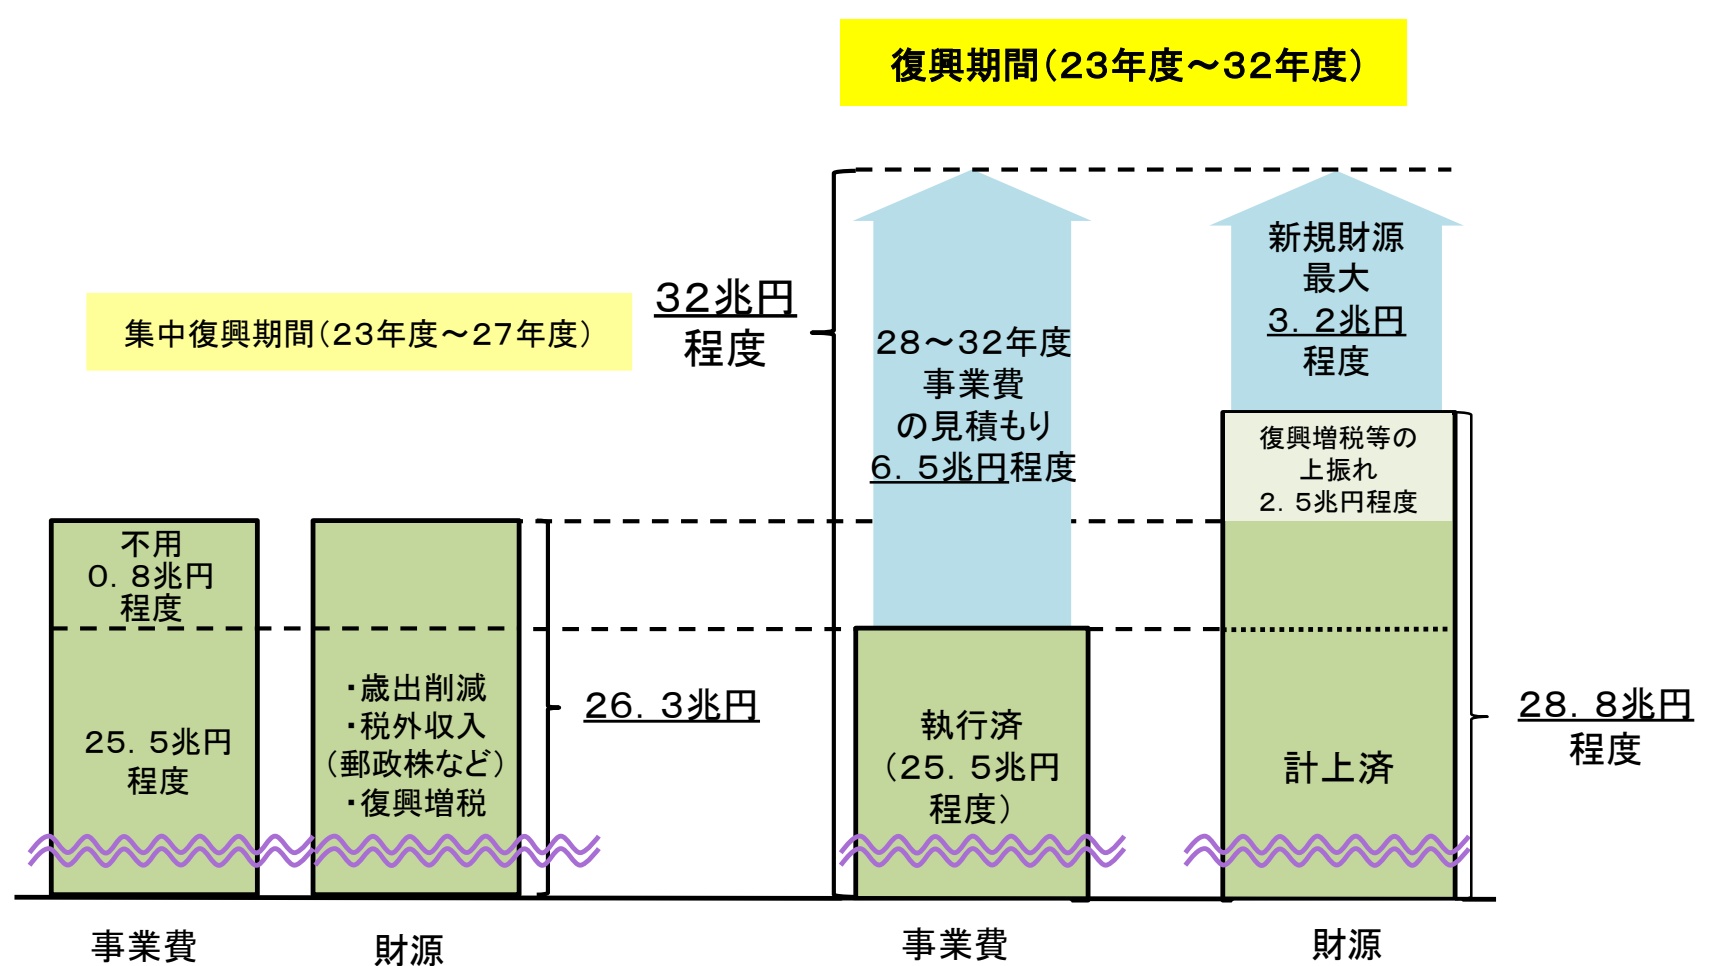 復興期間（２３年度～３２年度）
集中復興期間（２３年度～２７年度）
不用
０．８兆円
程度
２５．５兆円
程度
事業費
・歳出削減
・税外収入
（郵政株など）
・復興増税
財源
２６．３兆円
３２兆円
程度
２８～３２年度
事業費
の見積もり
６．５兆円程度
執行済
（２５．５兆円
程度）
事業費
新規財源
最大
３．２兆円
程度
復興増税等の
上振れ
２．５兆円程度
計上済
財源
２８．８兆円
程度